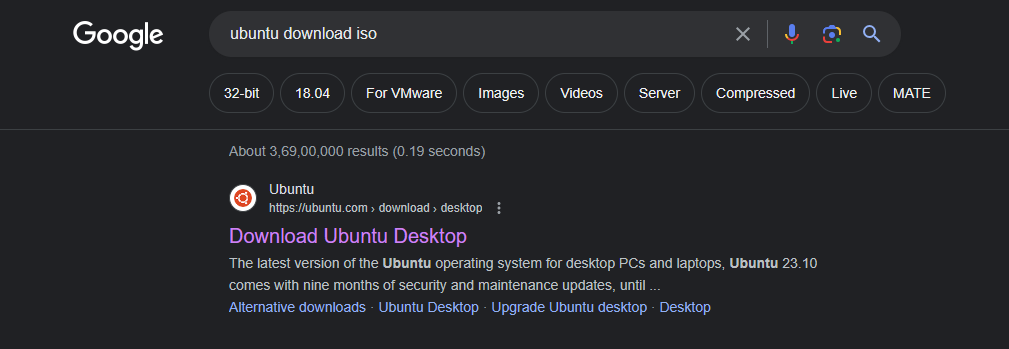 Google
ubuntu download iso
32-bit 18.04 For VMware Images Videos Server Compressed Live MATE
About 3,69,00,000 results (0.19 seconds)
Ubuntu
https://ubuntu.com › download › desktop
Download Ubuntu Desktop
The latest version of the Ubuntu operating system for desktop PCs and laptops, Ubuntu 23.10
comes with nine months of security and maintenance updates, until ...
Alternative downloads · Ubuntu Desktop · Upgrade Ubuntu desktop · Desktop